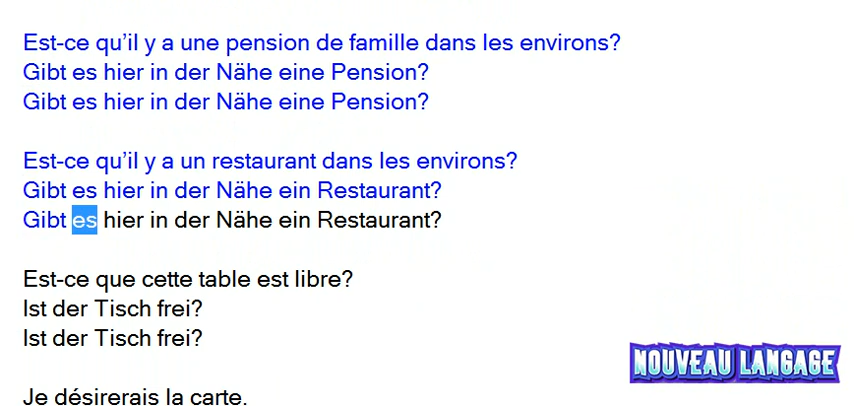 Est-ce qu'il y a une pension de famille dans les environs?
Gibt es hier in der Nähe eine Pension?
Gibt es hier in der Nähe eine Pension?
Est-ce qu'il y a un restaurant dans les environs?
Gibt es hier in der Nähe ein Restaurant?
Gibt es hier in der Nähe ein Restaurant?
Est-ce que cette table est libre?
Ist der Tisch frei?
Ist der Tisch frei?
NOUVEAU LANGAGE
Je désirerais la carte.